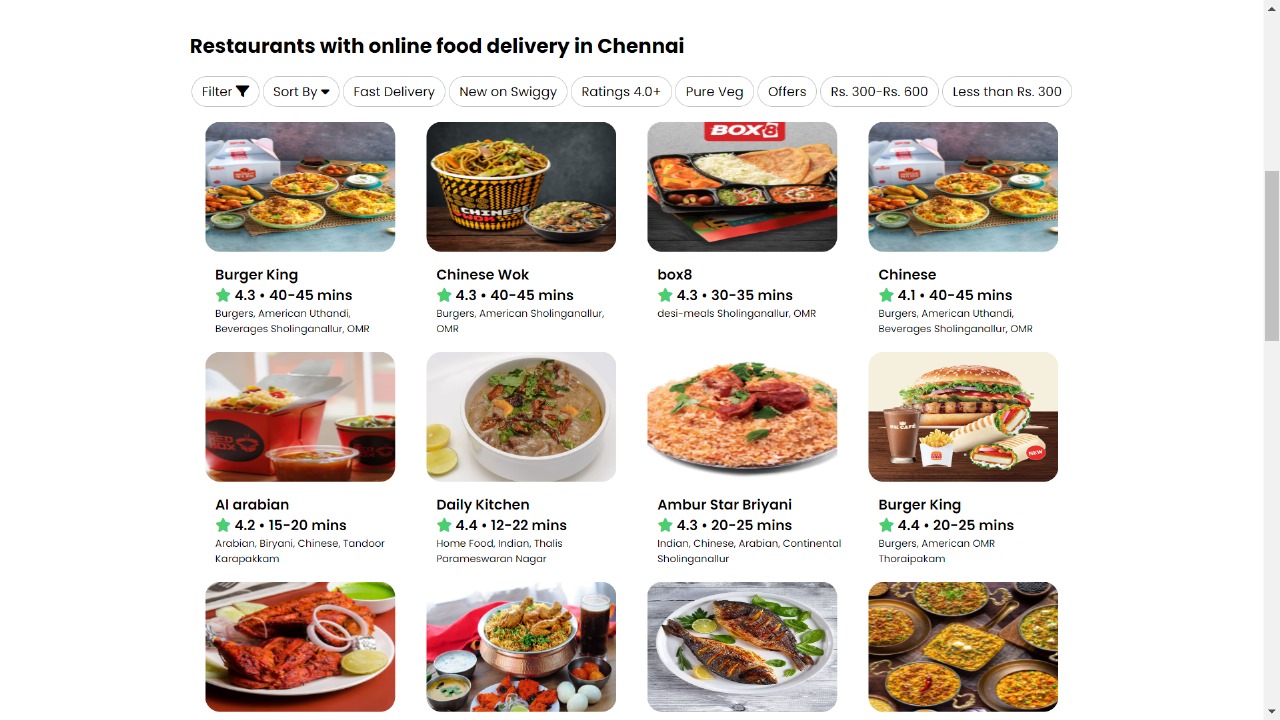 Restaurants with online food delivery in Chennai
Filter
Sort By
Fast Delivery
New on Swiggy
Ratings 4.0+
Pure Veg
Offers
Rs. 300-Rs. 600
Less than Rs. 300
CHINESE
WOK
BOX8
Burger King
4.3 • 40-45 mins
Burgers, American Uthandi,
Beverages Sholinganallur, OMR
Chinese Wok
4.3 • 40-45 mins
Burgers, American Sholinganallur,
OMR
box8
4.3 • 30-35 mins
desi-meals Sholinganallur, OMR
Chinese
4.1 • 40-45 mins
Burgers, American Uthandi,
Beverages Sholinganallur, OMR
RED
BOX
BK CAFE
NEW
Al arabian
4.2 • 15-20 mins
Arabian, Biryani, Chinese, Tandoor
Karapakkam
Daily Kitchen
4.4 • 12-22 mins
Home Food, Indian, Thalis
Parameswaran Nagar
Ambur Star Briyani
4.3 • 20-25 mins
Indian, Chinese, Arabian, Continental
Sholinganallur
Burger King
4.4 • 20-25 mins
Burgers, American OMR
Thoraipakam